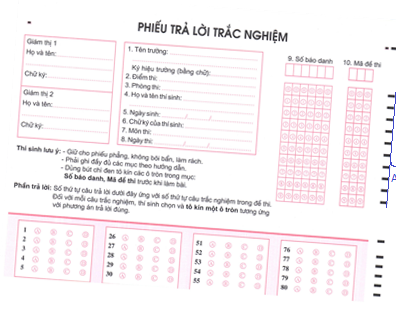 PHIẾU TRẢ LỜI TRẮC NGHIỆM
Giám thị 1
Họ và tên:
Chữ ký:
Giám thị 2
Họ và tên:
Chữ ký:
1. Tên trường:
Ký hiệu trường (bằng chữ):
2. Điểm thi:
3. Phòng thi:
4. Họ và tên thí sinh:
5. Ngày sinh: / /
6. Chữ ký của thí sinh:
7. Môn thi:
8. Ngày thi: / /
9. Số báo danh
10. Mã đề thi
Thí sinh lưu ý: - Giữ cho phiếu phẳng, không bôi bẩn, làm rách.
- Phải ghi đầy đủ các mục theo hướng dẫn.
- Dùng bút chì đen tô kín các ô tròn trong mục:
Số báo danh, Mã đề thi trước khi làm bài.
Phần trả lời: Số thứ tự câu trả lời dưới đây ứng với số thứ tự câu trắc nghiệm trong đề thi.
Đối với mỗi câu trắc nghiệm, thí sinh chọn và tô kín một ô tròn tương ứng
với phương án trả lời đúng.
1 A B C D
2 A B C D
3 A B C D
4 A B C D
5 A B C D
26 A B C D
27 A B C D
28 A B C D
29 A B C D
30 A B C D
51 A B C D
52 A B C D
53 A B C D
54 A B C D
55 A B C D
76 A B C D
77 A B C D
78 A B C D
79 A B C D
80 A B C D